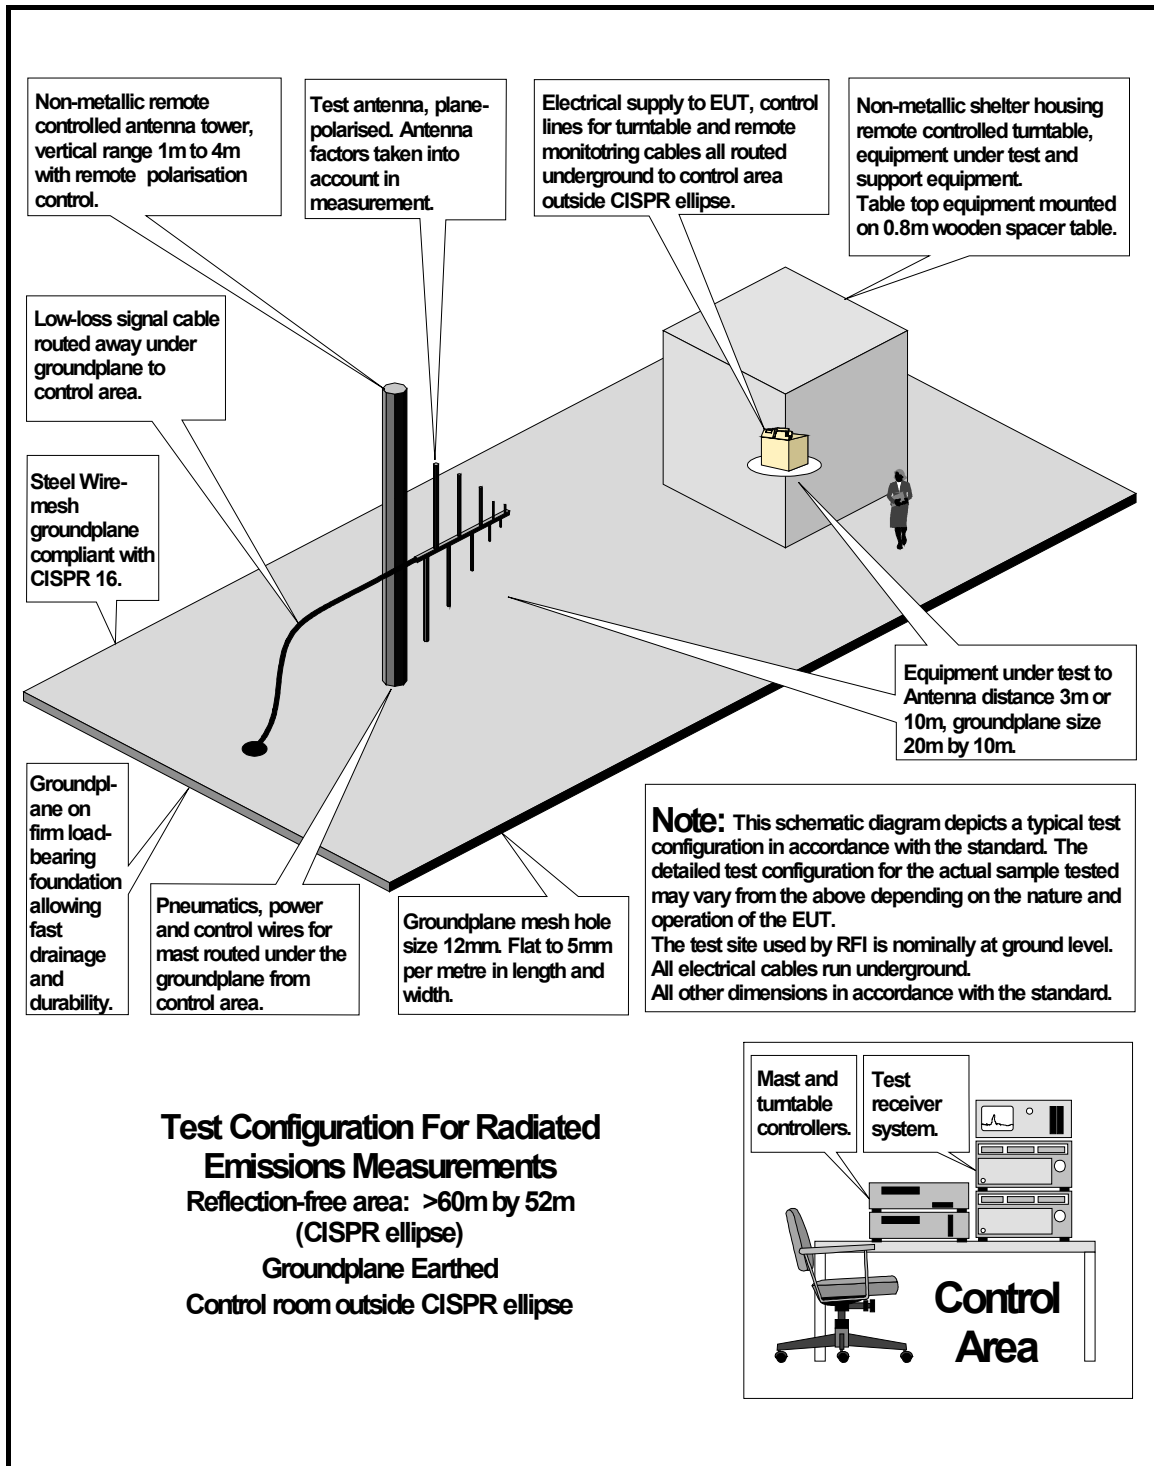 Non-metallic remote
controlled antenna tower,
vertical range 1m to 4m
with remote polarisation
control.
Test antenna, plane-
polarised. Antenna
factors taken into
account in
measurement.
Electrical supply to EUT, control
lines for turntable and remote
monitotring cables all routed
underground to control area
outside CISPR ellipse.
Non-metallic shelter housing
remote controlled turntable,
equipment under test and
support equipment.
Table top equipment mounted
on 0.8m wooden spacer table.
Low-loss signal cable
routed away under
groundplane to
control area.
Steel Wire-
mesh
groundplane
compliant with
CISPR 16.
Equipment under test to
Antenna distance 3m or
10m, groundplane size
20m by 10m.
Groundpl-
ane on
firm load-
bearing
foundation
allowing
fast
drainage
and
durability.
Pneumatics, power
and control wires for
mast routed under the
groundplane from
control area.
Groundplane mesh hole
size 12mm. Flat to 5mm
per metre in length and
width.
Note: This schematic diagram depicts a typical test
configuration in accordance with the standard. The
detailed test configuration for the actual sample tested
may vary from the above depending on the nature and
operation of the EUT.
The test site used by RFI is nominally at ground level.
All electrical cables run underground.
All other dimensions in accordance with the standard.
Test Configuration For Radiated
Emissions Measurements
Reflection-free area: >60m by 52m
(CISPR ellipse)
Groundplane Earthed
Control room outside CISPR ellipse
Mast and
turntable
controllers.
Test
receiver
system.
Control
Area